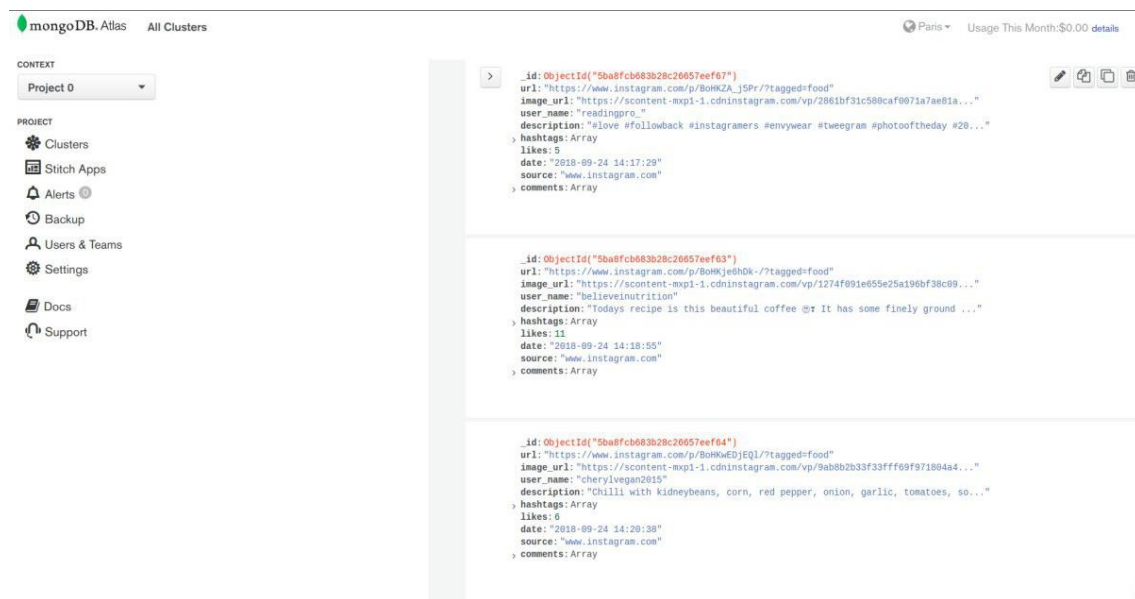 mongoDB. Atlas All Clusters
Paris Usage This Month:$0.00 details
CONTEXT
Project 0
PROJECT
Clusters
Stitch Apps
Alerts 0
Backup
Users & Teams
Settings
Docs
Support
_id: ObjectId("5ba8fcb683b28c26657eef67")
url: "https://www.instagram.com/p/BoHKZA_j5Pr/?tagged=food"
image_url: "https://scontent-mxp1-1.cdninstagram.com/vp/2861bf31c580caf0071a7ae81a..."
user_name: "readingpro_"
description: "#love #followback #instagramers #envywear #tweegram #photooftheday #20..."
hashtags: Array
likes: 5
date: "2018-09-24 14:17:29"
source: "www.instagram.com"
comments: Array
_id: ObjectId("5ba8fcb683b28c26657eef63")
url: "https://www.instagram.com/p/BoHKje6hDk-/?tagged=food"
image_url: "https://scontent-mxp1-1.cdninstagram.com/vp/1274f091e655e25a196bf38c09..."
user_name: "believeinutrition"
description: "Todays recipe is this beautiful coffee It has some finely ground ..."
hashtags: Array
likes: 11
date: "2018-09-24 14:18:55"
source: "www.instagram.com"
comments: Array
_id: ObjectId("5ba8fcb683b28c26657eef64")
url: "https://www.instagram.com/p/BoHKwEDjEQl/?tagged=food"
image_url: "https://scontent-mxp1-1.cdninstagram.com/vp/9ab8b2b33f33fff69f971804a4..."
user_name: "cherylvegan2015"
description: "Chilli with kidneybeans, corn, red pepper, onion, garlic, tomatoes, so..."
hashtags: Array
likes: 6
date: "2018-09-24 14:20:38"
source: "www.instagram.com"
comments: Array